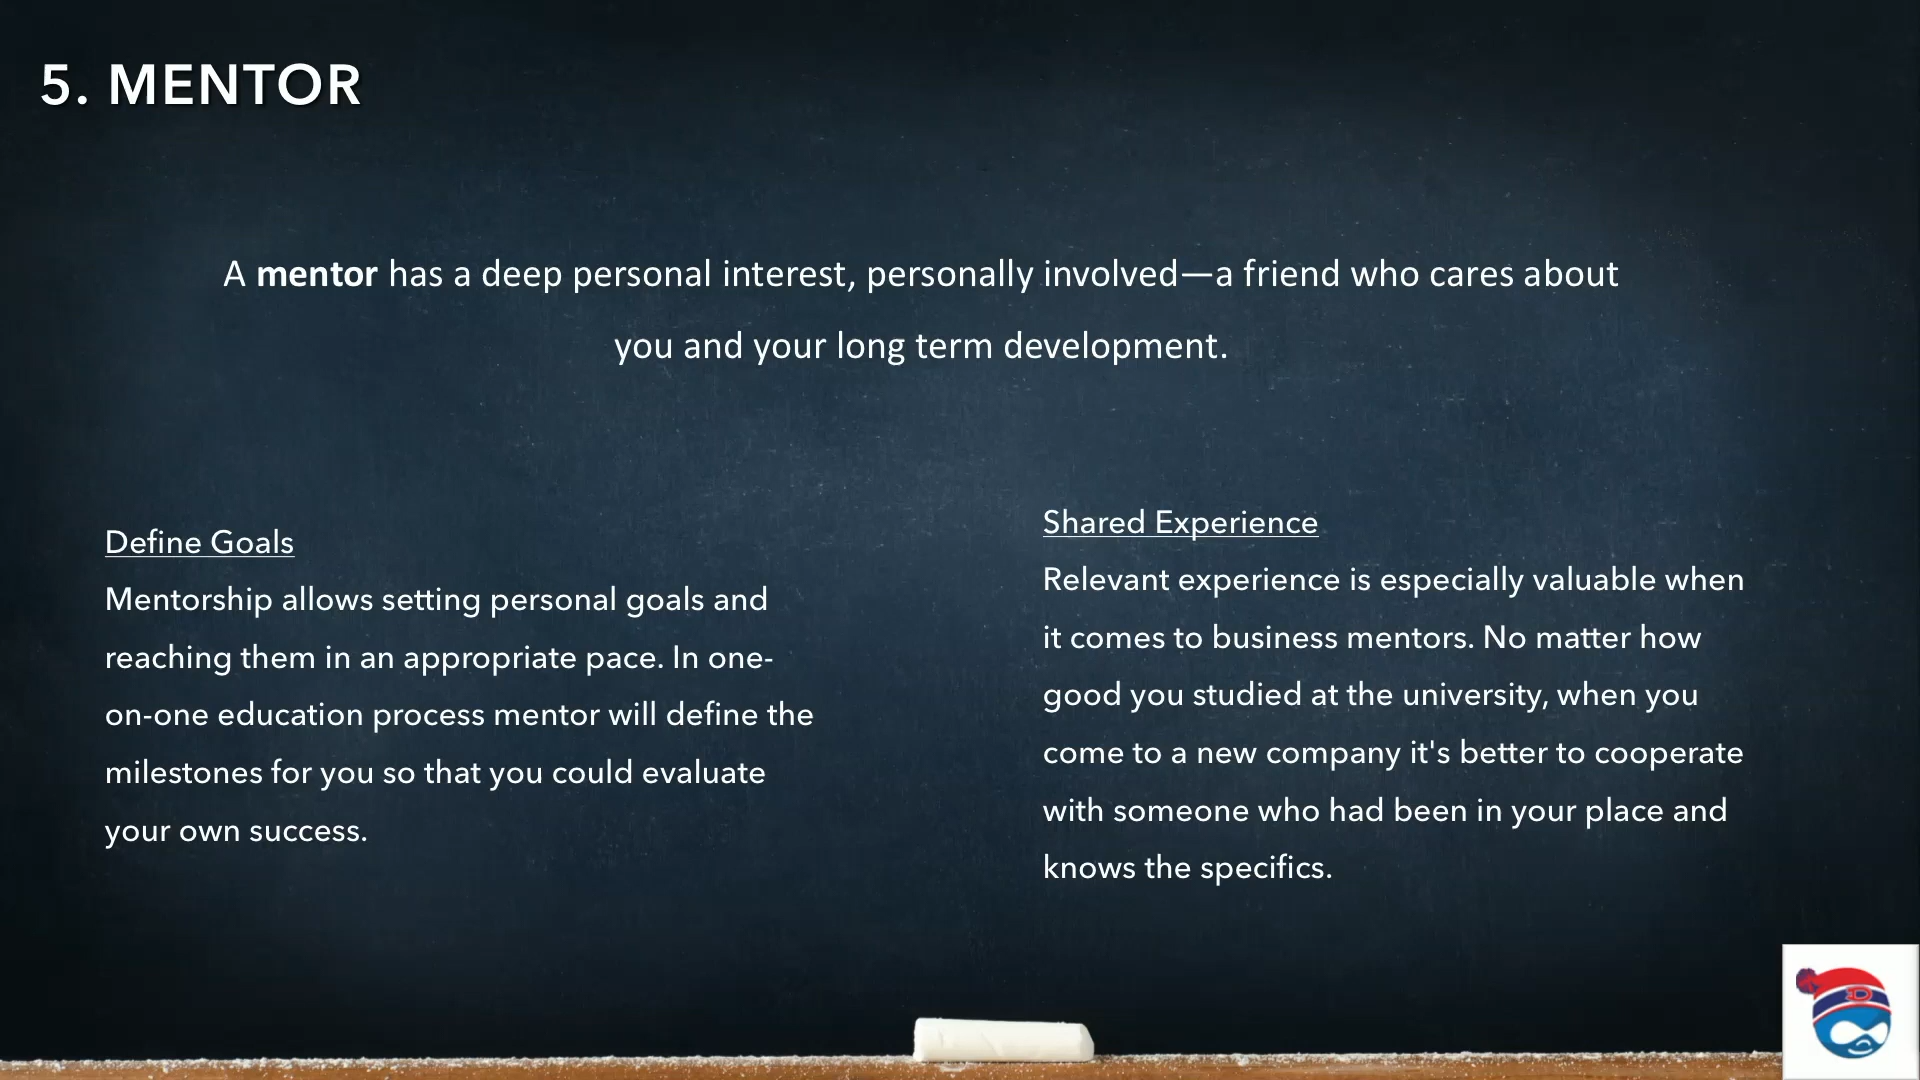 5. MENTOR
A mentor has a deep personal interest, personally involved—a friend who cares about
you and your long term development.
Define Goals
Mentorship allows setting personal goals and
reaching them in an appropriate pace. In one-
on-one education process mentor will define the
milestones for you so that you could evaluate
your own success.
Shared Experience
Relevant experience is especially valuable when
it comes to business mentors. No matter how
good you studied at the university, when you
come to a new company it's better to cooperate
with someone who had been in your place and
knows the specifics.